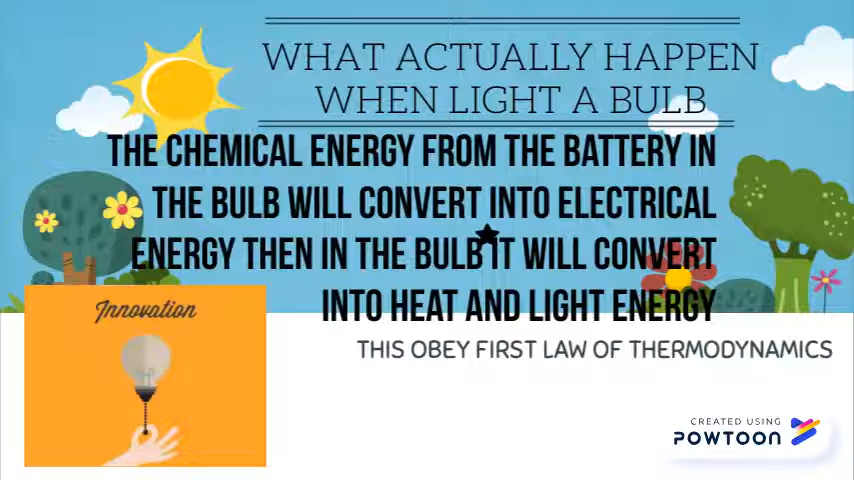 WHAT ACTUALLY HAPPEN
WHEN LIGHT A BULB
THE CHEMICAL ENERGY FROM THE BATTERY IN
THE BULB WILL CONVERT INTO ELECTRICAL
ENERGY THEN IN THE BULB IT WILL CONVERT
INTO HEAT AND LIGHT ENERGY
Innovation
THIS OBEY FIRST LAW OF THERMODYNAMICS
CREATED USING
POWTOON